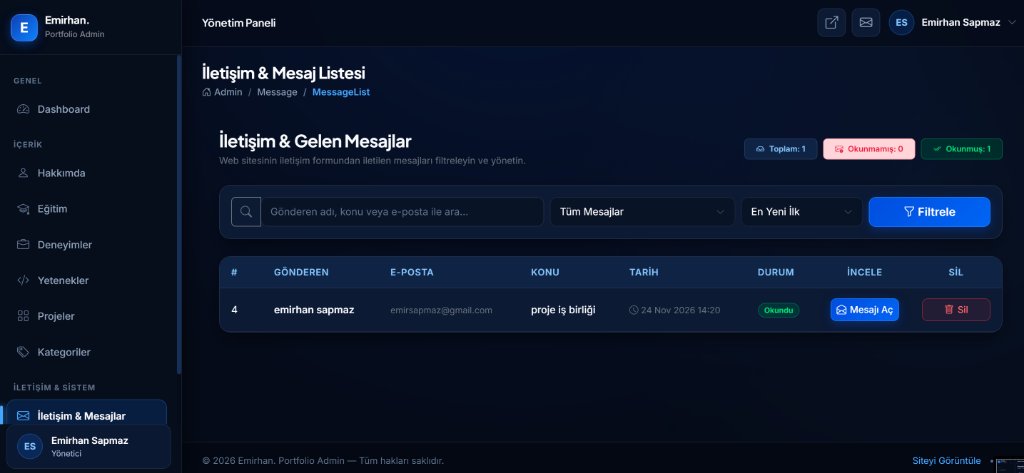 E
Emirhan.
Portfolio Admin
GENEL
Dashboard
İÇERİK
Hakkımda
Eğitim
Deneyimler
Yetenekler
Projeler
Kategoriler
İLETİŞİM & SİSTEM
İletişim & Mesajlar
ES
Emirhan Sapmaz
Yönetici
Yönetim Paneli
ES Emirhan Sapmaz
İletişim & Mesaj Listesi
Admin / Message / MessageList
İletişim & Gelen Mesajlar
Web sitesinin iletişim formundan iletilen mesajları filtreleyin ve yönetin.
Toplam: 1 Okunmamış: 0 Okunmuş: 1
Gönderen adı, konu veya e-posta ile ara... Tüm Mesajlar En Yeni İlk Filtrele
# GÖNDEREN E-POSTA KONU TARİH DURUM İNCELE SİL
4 emirhan sapmaz emirsapmaz@gmail.com proje iş birliği 24 Nov 2026 14:20 Okundu Mesajı Aç Sil
© 2026 Emirhan. Portfolio Admin — Tüm hakları saklıdır.
Siteyi Görüntüle •